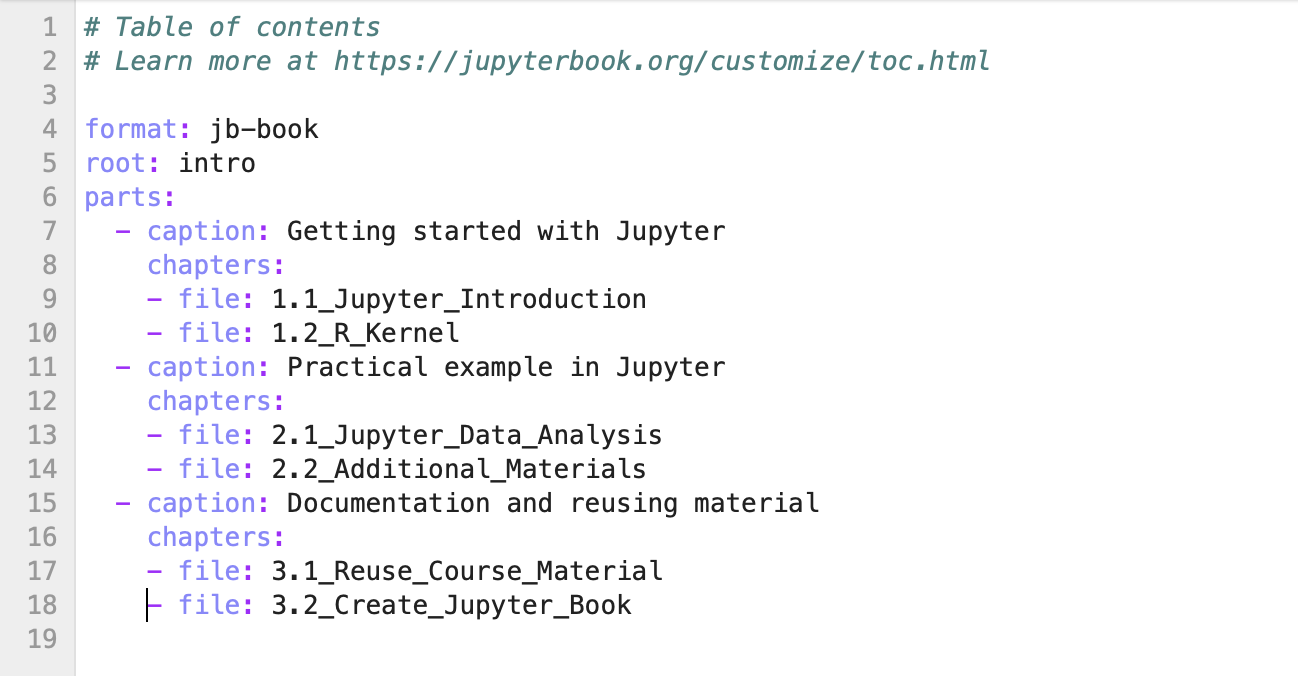 1 # Table of contents
2 # Learn more at https://jupyterbook.org/customize/toc.html
3
4 format: jb-book
5 root: intro
6 parts:
7   - caption: Getting started with Jupyter
8     chapters:
9     - file: 1.1_Jupyter_Introduction
10     - file: 1.2_R_Kernel
11   - caption: Practical example in Jupyter
12     chapters:
13     - file: 2.1_Jupyter_Data_Analysis
14     - file: 2.2_Additional_Materials
15   - caption: Documentation and reusing material
16     chapters:
17     - file: 3.1_Reuse_Course_Material
18     - file: 3.2_Create_Jupyter_Book
19